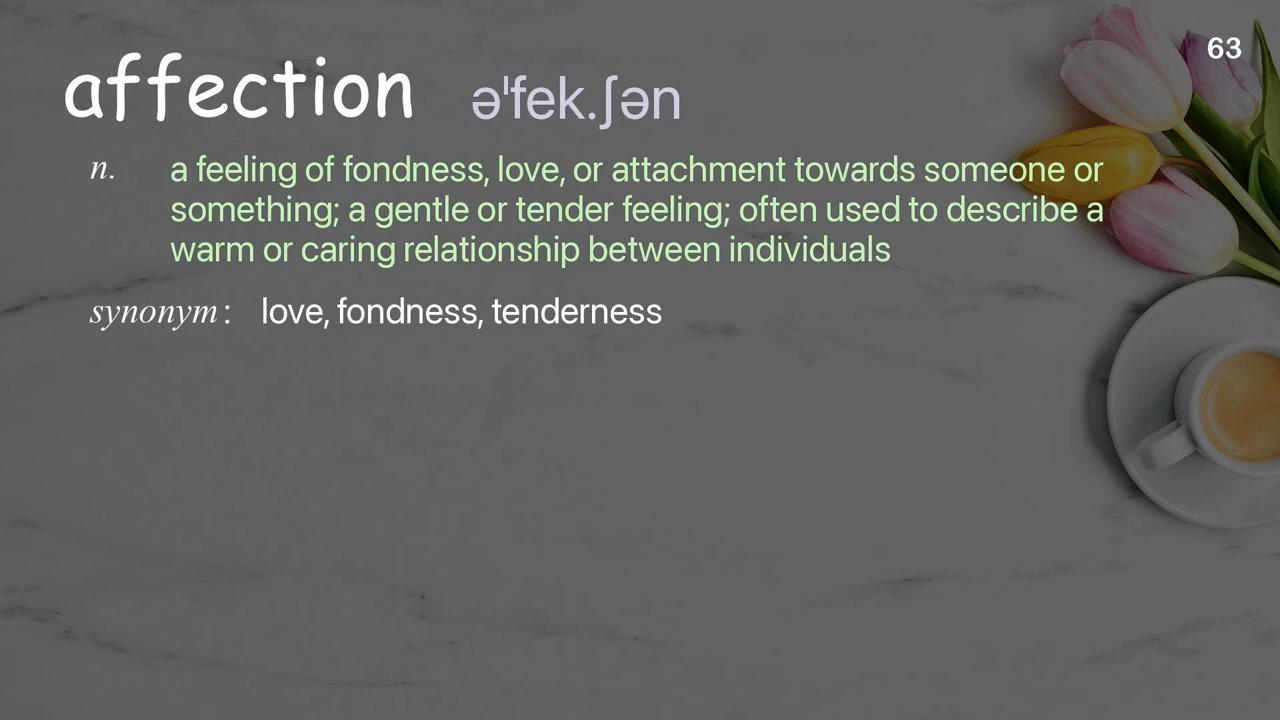 63
affection əˈfek.ʃən
n. a feeling of fondness, love, or attachment towards someone or
something; a gentle or tender feeling; often used to describe a
warm or caring relationship between individuals
synonym: love, fondness, tenderness